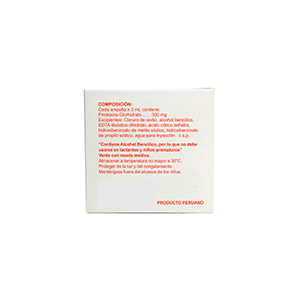 COMPOSICIÓN:
Cada ampolla x 3 mL contiene:
Piridoxina Clorhidrato ........300 mg
Excipientes: Cloruro de sodio, alcohol bencílico,
EDTA disódico dihidrato, ácido cítrico anhidro,
hidroxibenzoato de metilo sódico, hidroxibenzoato
de propilo sódico, agua para inyección c.s.p.
"Contiene Alcohol Bencílico, por lo que no debe
usarse en lactantes y niños prematuros"
Venta con receta médica.
Almacenar a temperatura no mayor a 30°C.
Proteger de la luz y del congelamiento.
Manténgase fuera del alcance de los niños.
PRODUCTO PERUANO